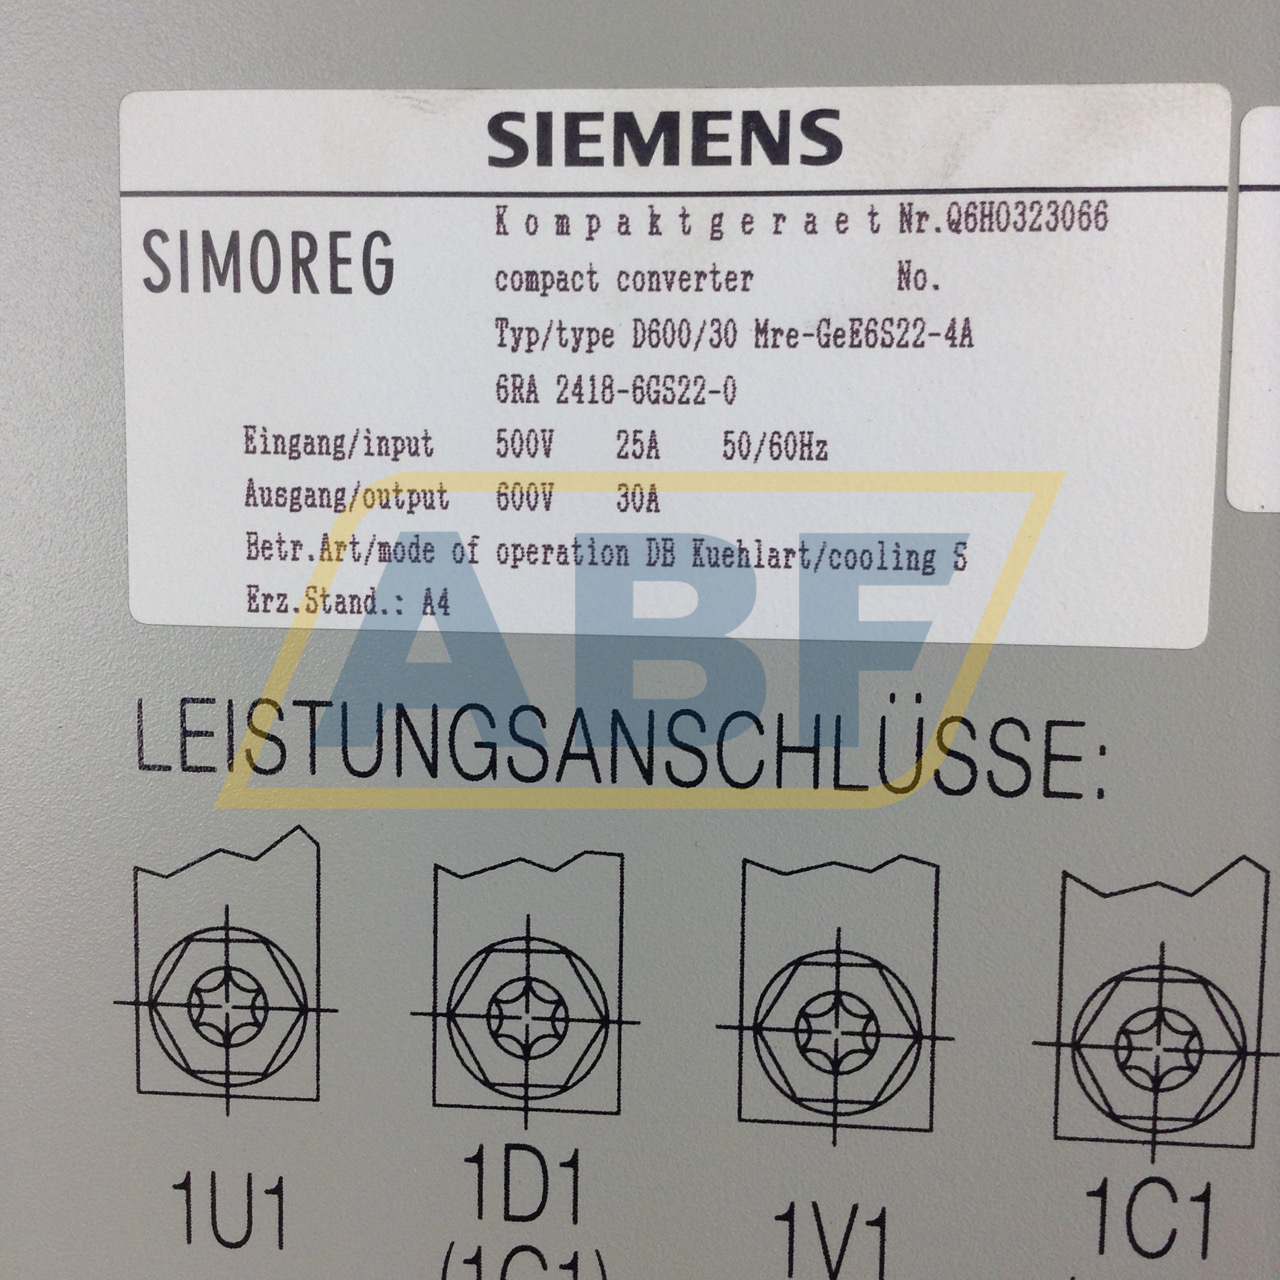 SIEMENS
SIMOREG
Kompaktgeraet Nr.Q6H0323066
compact converter No.
Typ/type D600/30 Mre-GeE6S22-4A
6RA 2418-6GS22-0
Eingang/input 500V 25A 50/60Hz
Ausgang/output 600V 30A
Betr.Art/mode of operation DB Kuehlart/cooling S
Erz.Stand.: A4
ABF
LEISTUNGSANSCHLÜSSE:
1U1 1D1 1V1 1C1
(1C1)